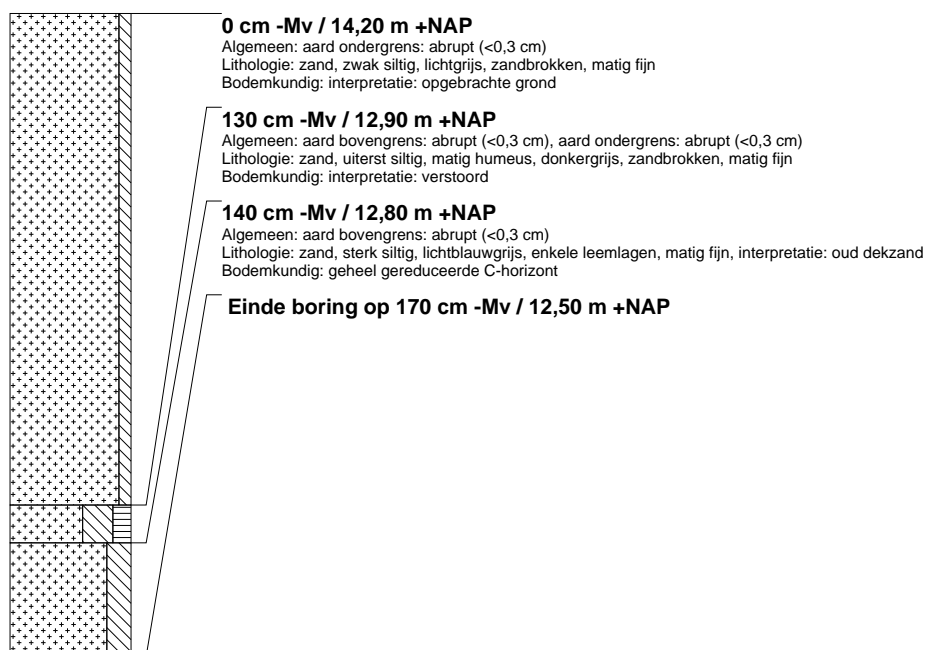 0 cm -Mv / 14,20 m +NAP
Algemeen: aard ondergrens: abrupt (<0,3 cm)
Lithologie: zand, zwak siltig, lichtgrijs, zandbrokken, matig fijn
Bodemkundig: interpretatie: opgebrachte grond
130 cm -Mv / 12,90 m +NAP
Algemeen: aard bovengrens: abrupt (<0,3 cm), aard ondergrens: abrupt (<0,3 cm)
Lithologie: zand, uiterst siltig, matig humeus, donkergrijs, zandbrokken, matig fijn
Bodemkundig: interpretatie: verstoord
140 cm -Mv / 12,80 m +NAP
Algemeen: aard bovengrens: abrupt (<0,3 cm)
Lithologie: zand, sterk siltig, lichtblauwgrijs, enkele leemlagen, matig fijn, interpretatie: oud dekzand
Bodemkundig: geheel gereduceerde C-horizont
Einde boring op 170 cm -Mv / 12,50 m +NAP